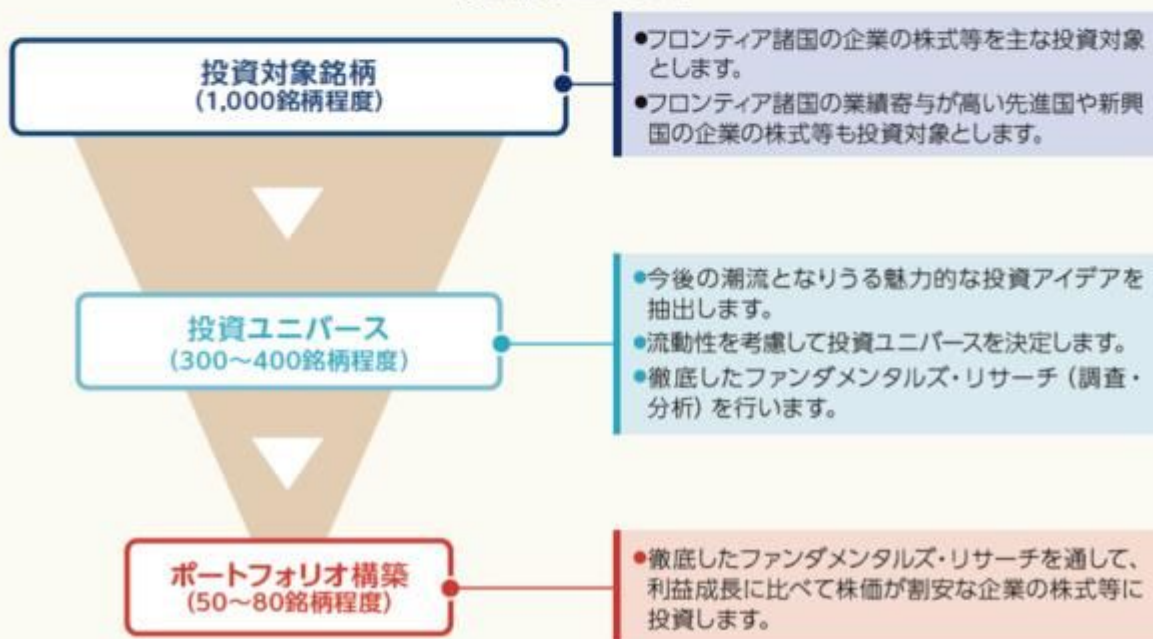 投資対象銘柄
(1,000銘柄程度)
●フロンティア諸国の企業の株式等を主な投資対象
とします。
●フロンティア諸国の業績寄与が高い先進国や新興
国の企業の株式等も投資対象とします。
投資ユニバース
(300〜400銘柄程度)
●今後の潮流となりうる魅力的な投資アイデアを
抽出します。
●流動性を考慮して投資ユニバースを決定します。
●徹底したファンダメンタルズ・リサーチ（調査・
分析）を行います。
ポートフォリオ構築
(50〜80銘柄程度)
●徹底したファンダメンタルズ・リサーチを通して、
利益成長に比べて株価が割安な企業の株式等に
投資します。